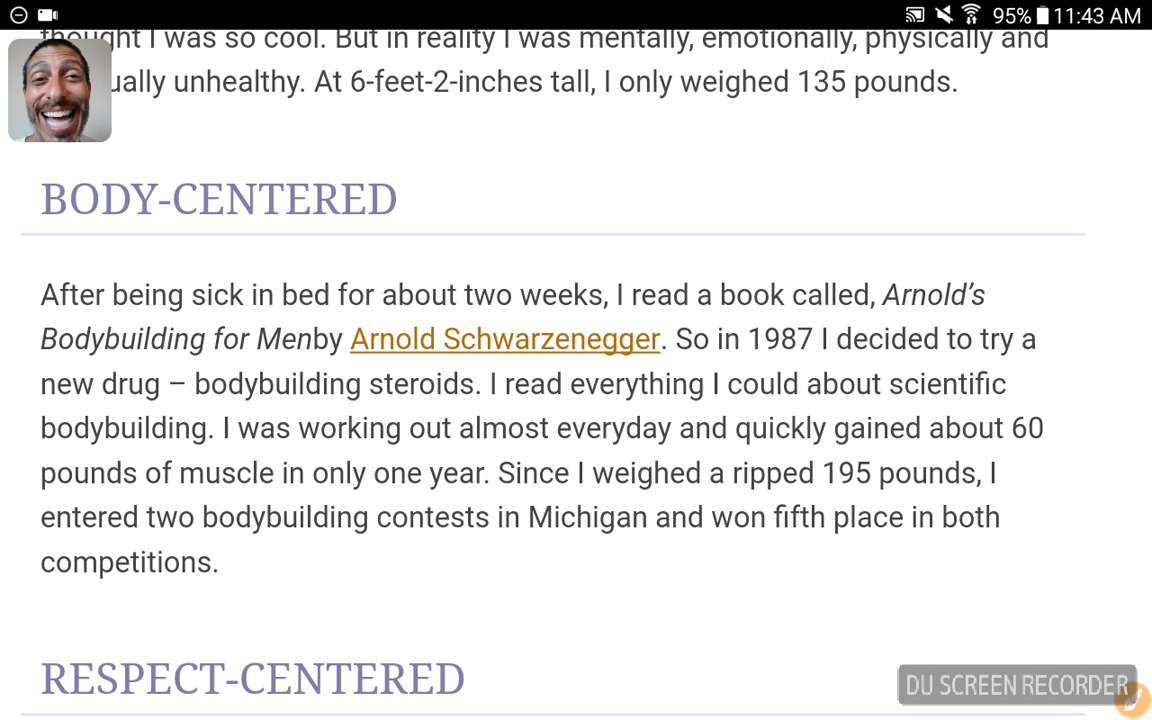 95% 11:43 AM
thought I was so cool. But in reality I was mentally, emotionally, physically and
ually unhealthy. At 6-feet-2-inches tall, I only weighed 135 pounds.
BODY-CENTERED
After being sick in bed for about two weeks, I read a book called, Arnold’s
Bodybuilding for Menby Arnold Schwarzenegger. So in 1987 I decided to try a
new drug – bodybuilding steroids. I read everything I could about scientific
bodybuilding. I was working out almost everyday and quickly gained about 60
pounds of muscle in only one year. Since I weighed a ripped 195 pounds, I
entered two bodybuilding contests in Michigan and won fifth place in both
competitions.
RESPECT-CENTERED
DU SCREEN RECORDER